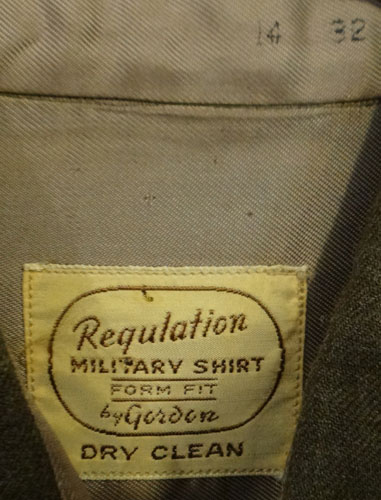 14 32
Regulation
MILITARY SHIRT
FORM FIT
by Gordon
DRY CLEAN